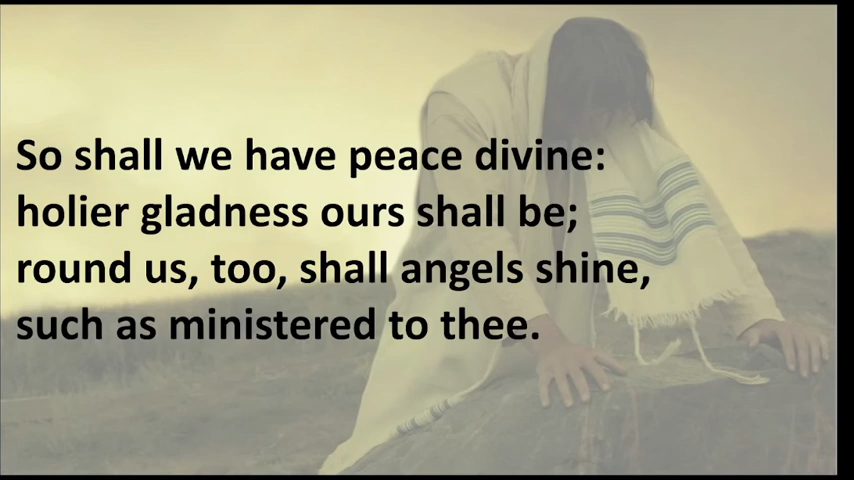 So shall we have peace divine:
holier gladness ours shall be;
round us, too, shall angels shine,
such as ministered to thee.